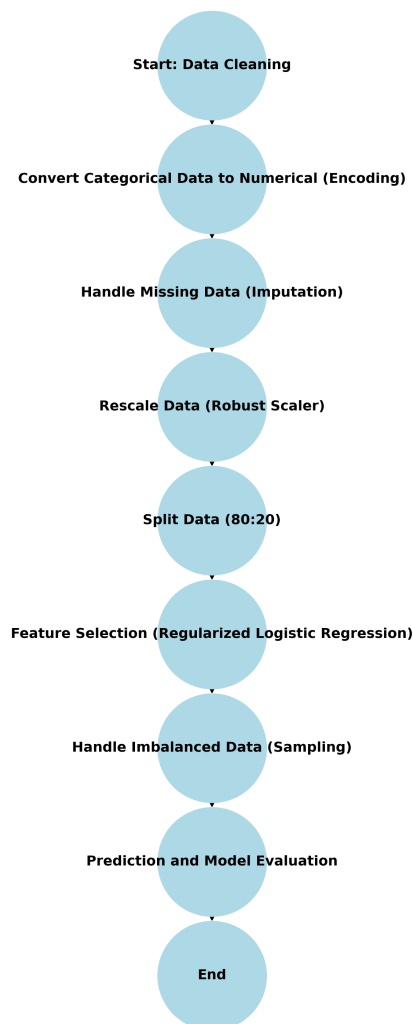 Start: Data Cleaning
Convert Categorical Data to Numerical (Encoding)
Handle Missing Data (Imputation)
Rescale Data (Robust Scaler)
Split Data (80:20)
Feature Selection (Regularized Logistic Regression)
Handle Imbalanced Data (Sampling)
Prediction and Model Evaluation
End